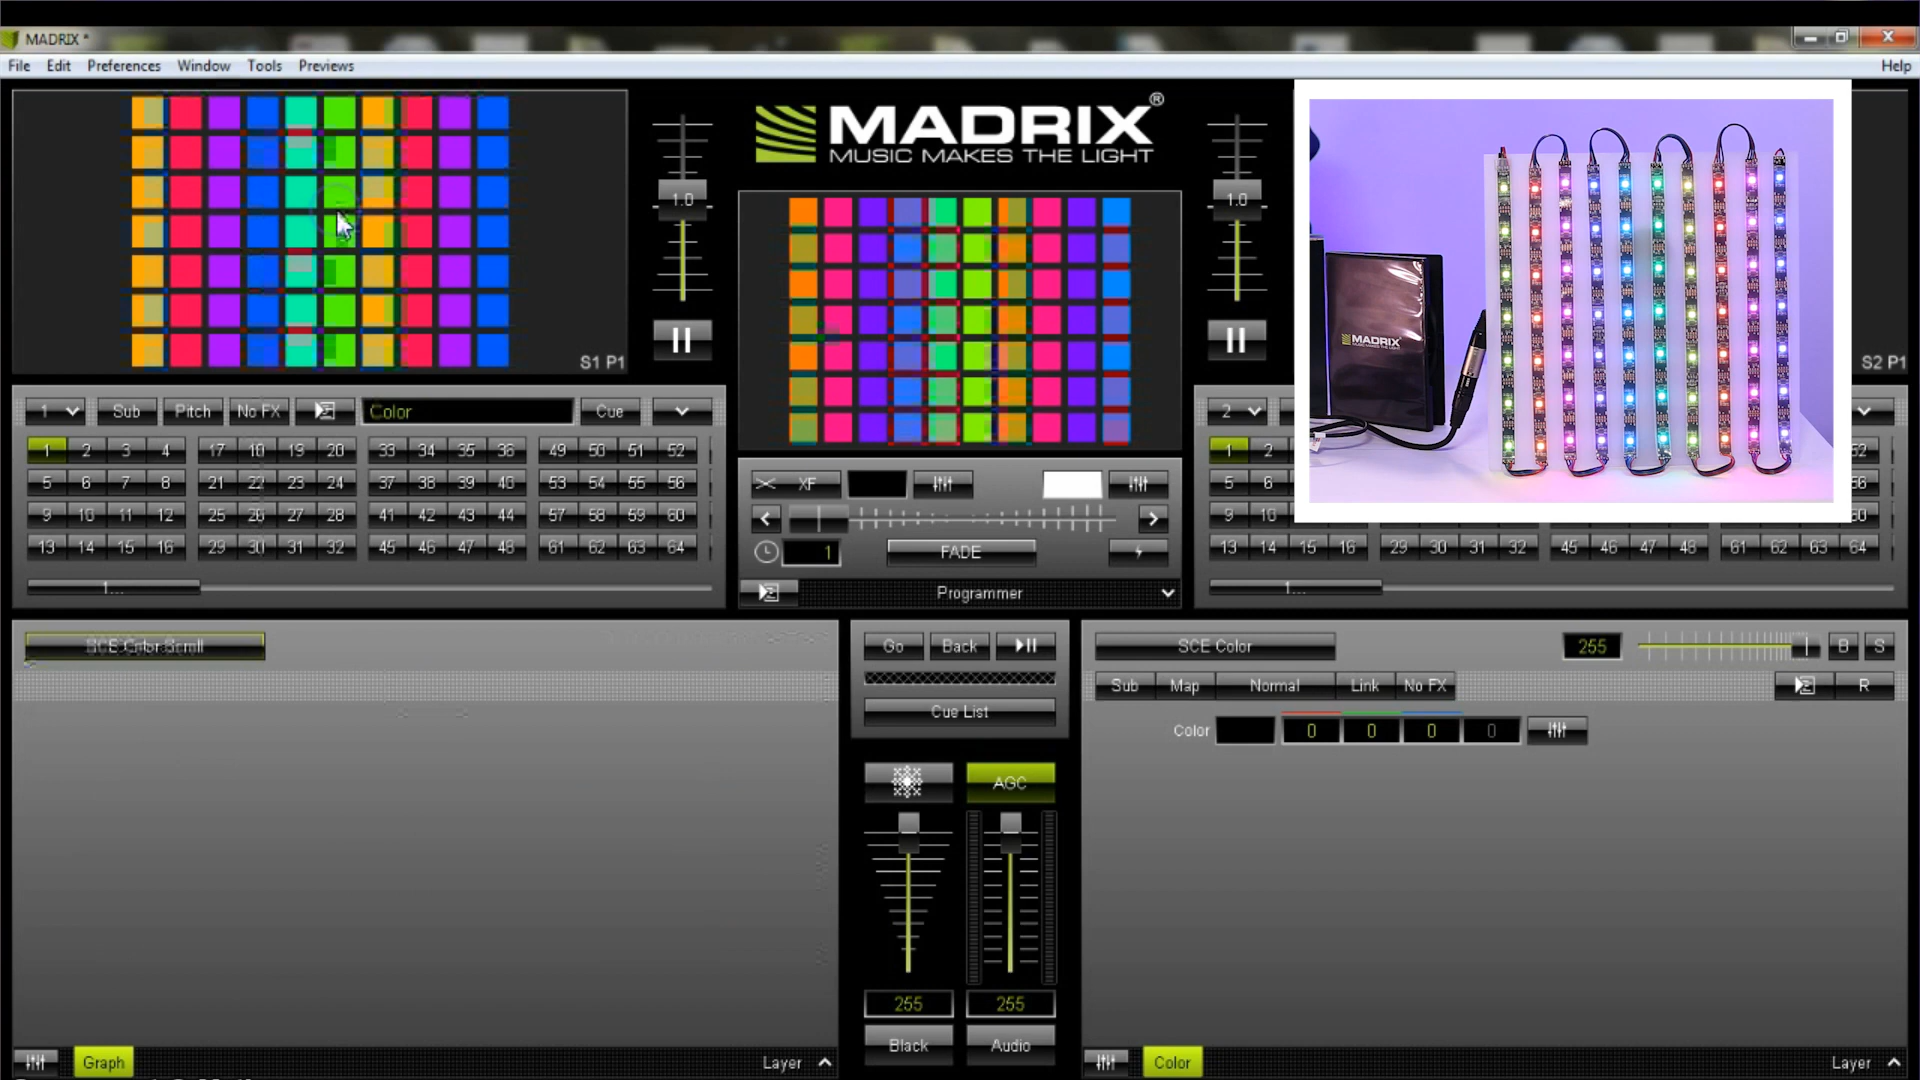 MADRIX *
File Edit Preferences Window Tools Previews Help
MADRIX®
MUSIC MAKES THE LIGHT
1.0 1.0
S1 P1 S2 P1
MADRIX
1 Sub Pitch No FX Color Cue 2
1 2 3 4 17 18 19 20 33 34 35 36 49 50 51 52 1 2 52
5 6 7 8 21 22 23 24 37 38 39 40 53 54 55 56 5 6 56
9 10 11 12 25 26 27 28 41 42 43 44 57 58 59 60 9 10 60
13 14 15 16 29 30 31 32 45 46 47 48 61 62 63 64 13 14 15 16 29 30 31 32 45 46 47 48 61 62 63 64
XF
1 FADE
1... Programmer 1...
SCE Color Scroll Go Back SCE Color 255 B S
Sub Map Normal Link No FX R
Cue List
Color 0 0 0 0
AGC
255 255
Black Audio
Graph Layer Color Layer